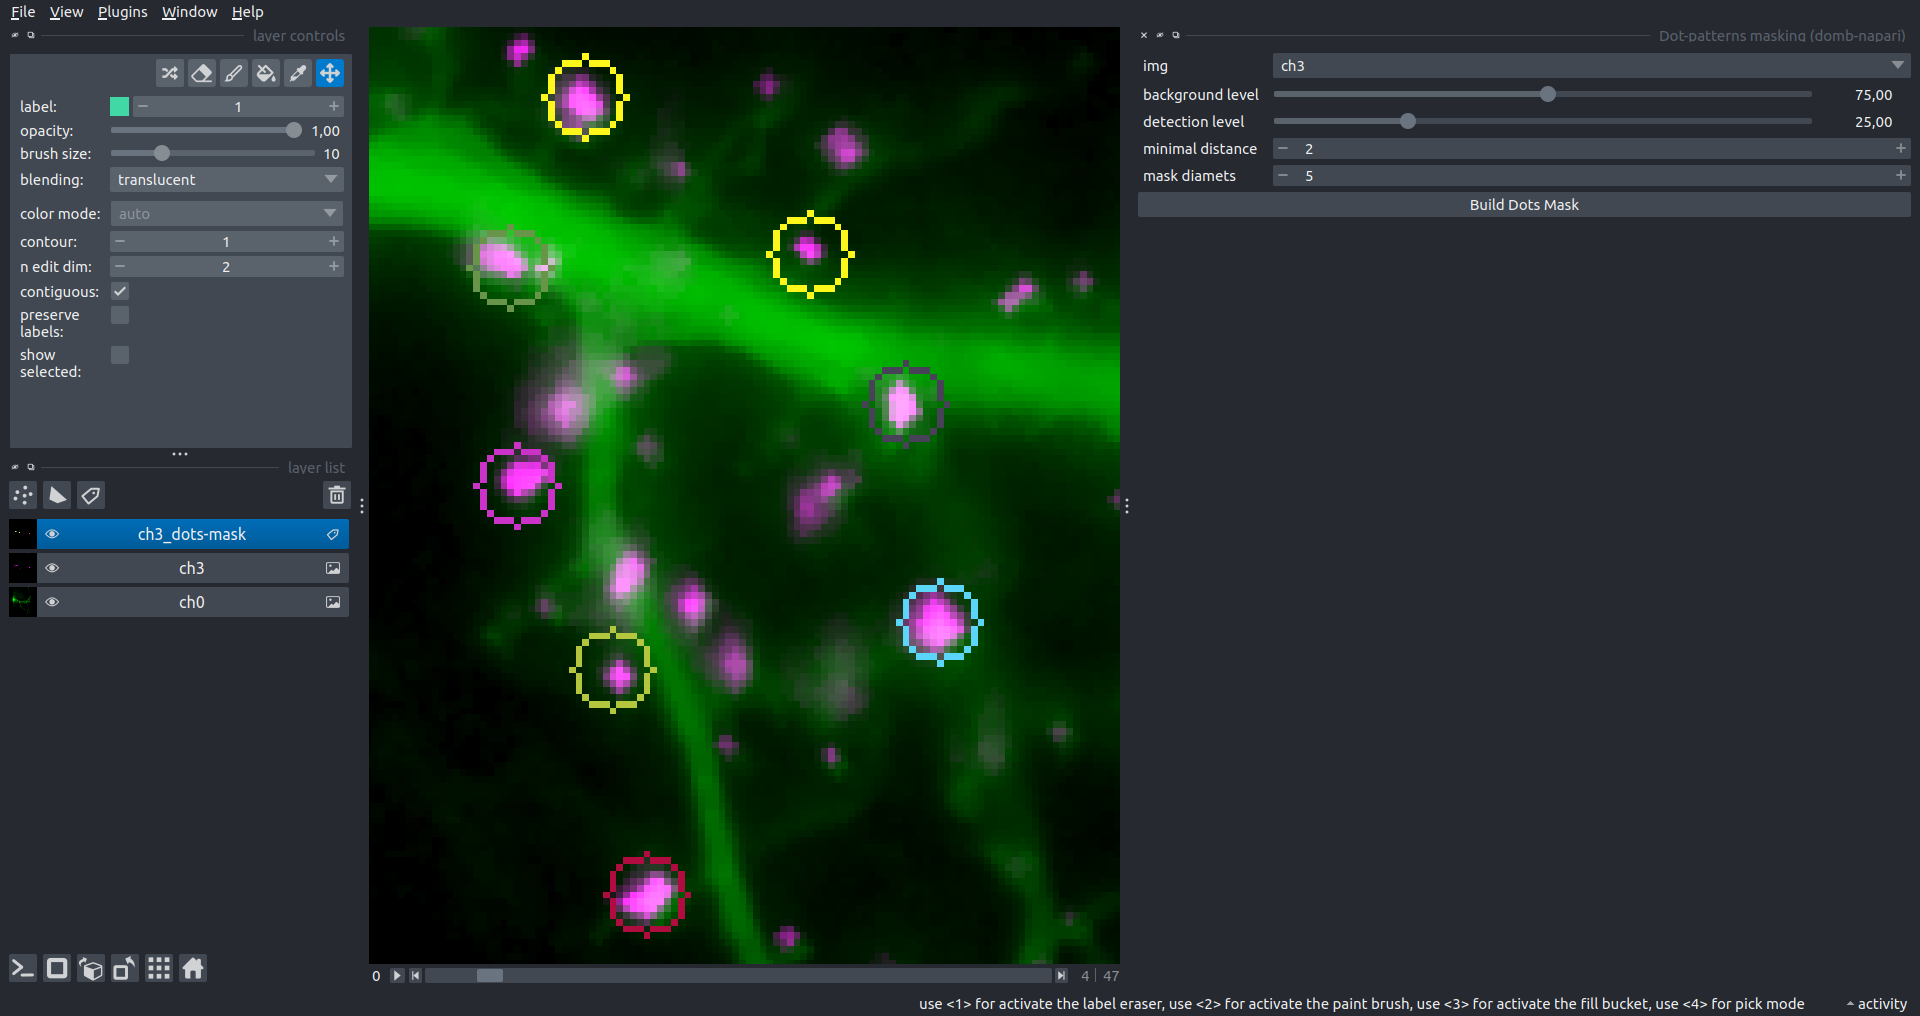 File View Plugins Window Help
layer controls
label: 1
opacity: 1,00
brush size: 10
blending: translucent
color mode: auto
contour: 1
n edit dim: 2
contiguous:
preserve
labels:
show
selected:
layer list
ch3_dots-mask
ch3
ch0
0 4 | 47
Dot-patterns masking (domb-napari)
img ch3
background level 75,00
detection level 25,00
minimal distance 2
mask diamets 5
Build Dots Mask
use <1> for activate the label eraser, use <2> for activate the paint brush, use <3> for activate the fill bucket, use <4> for pick mode
activity